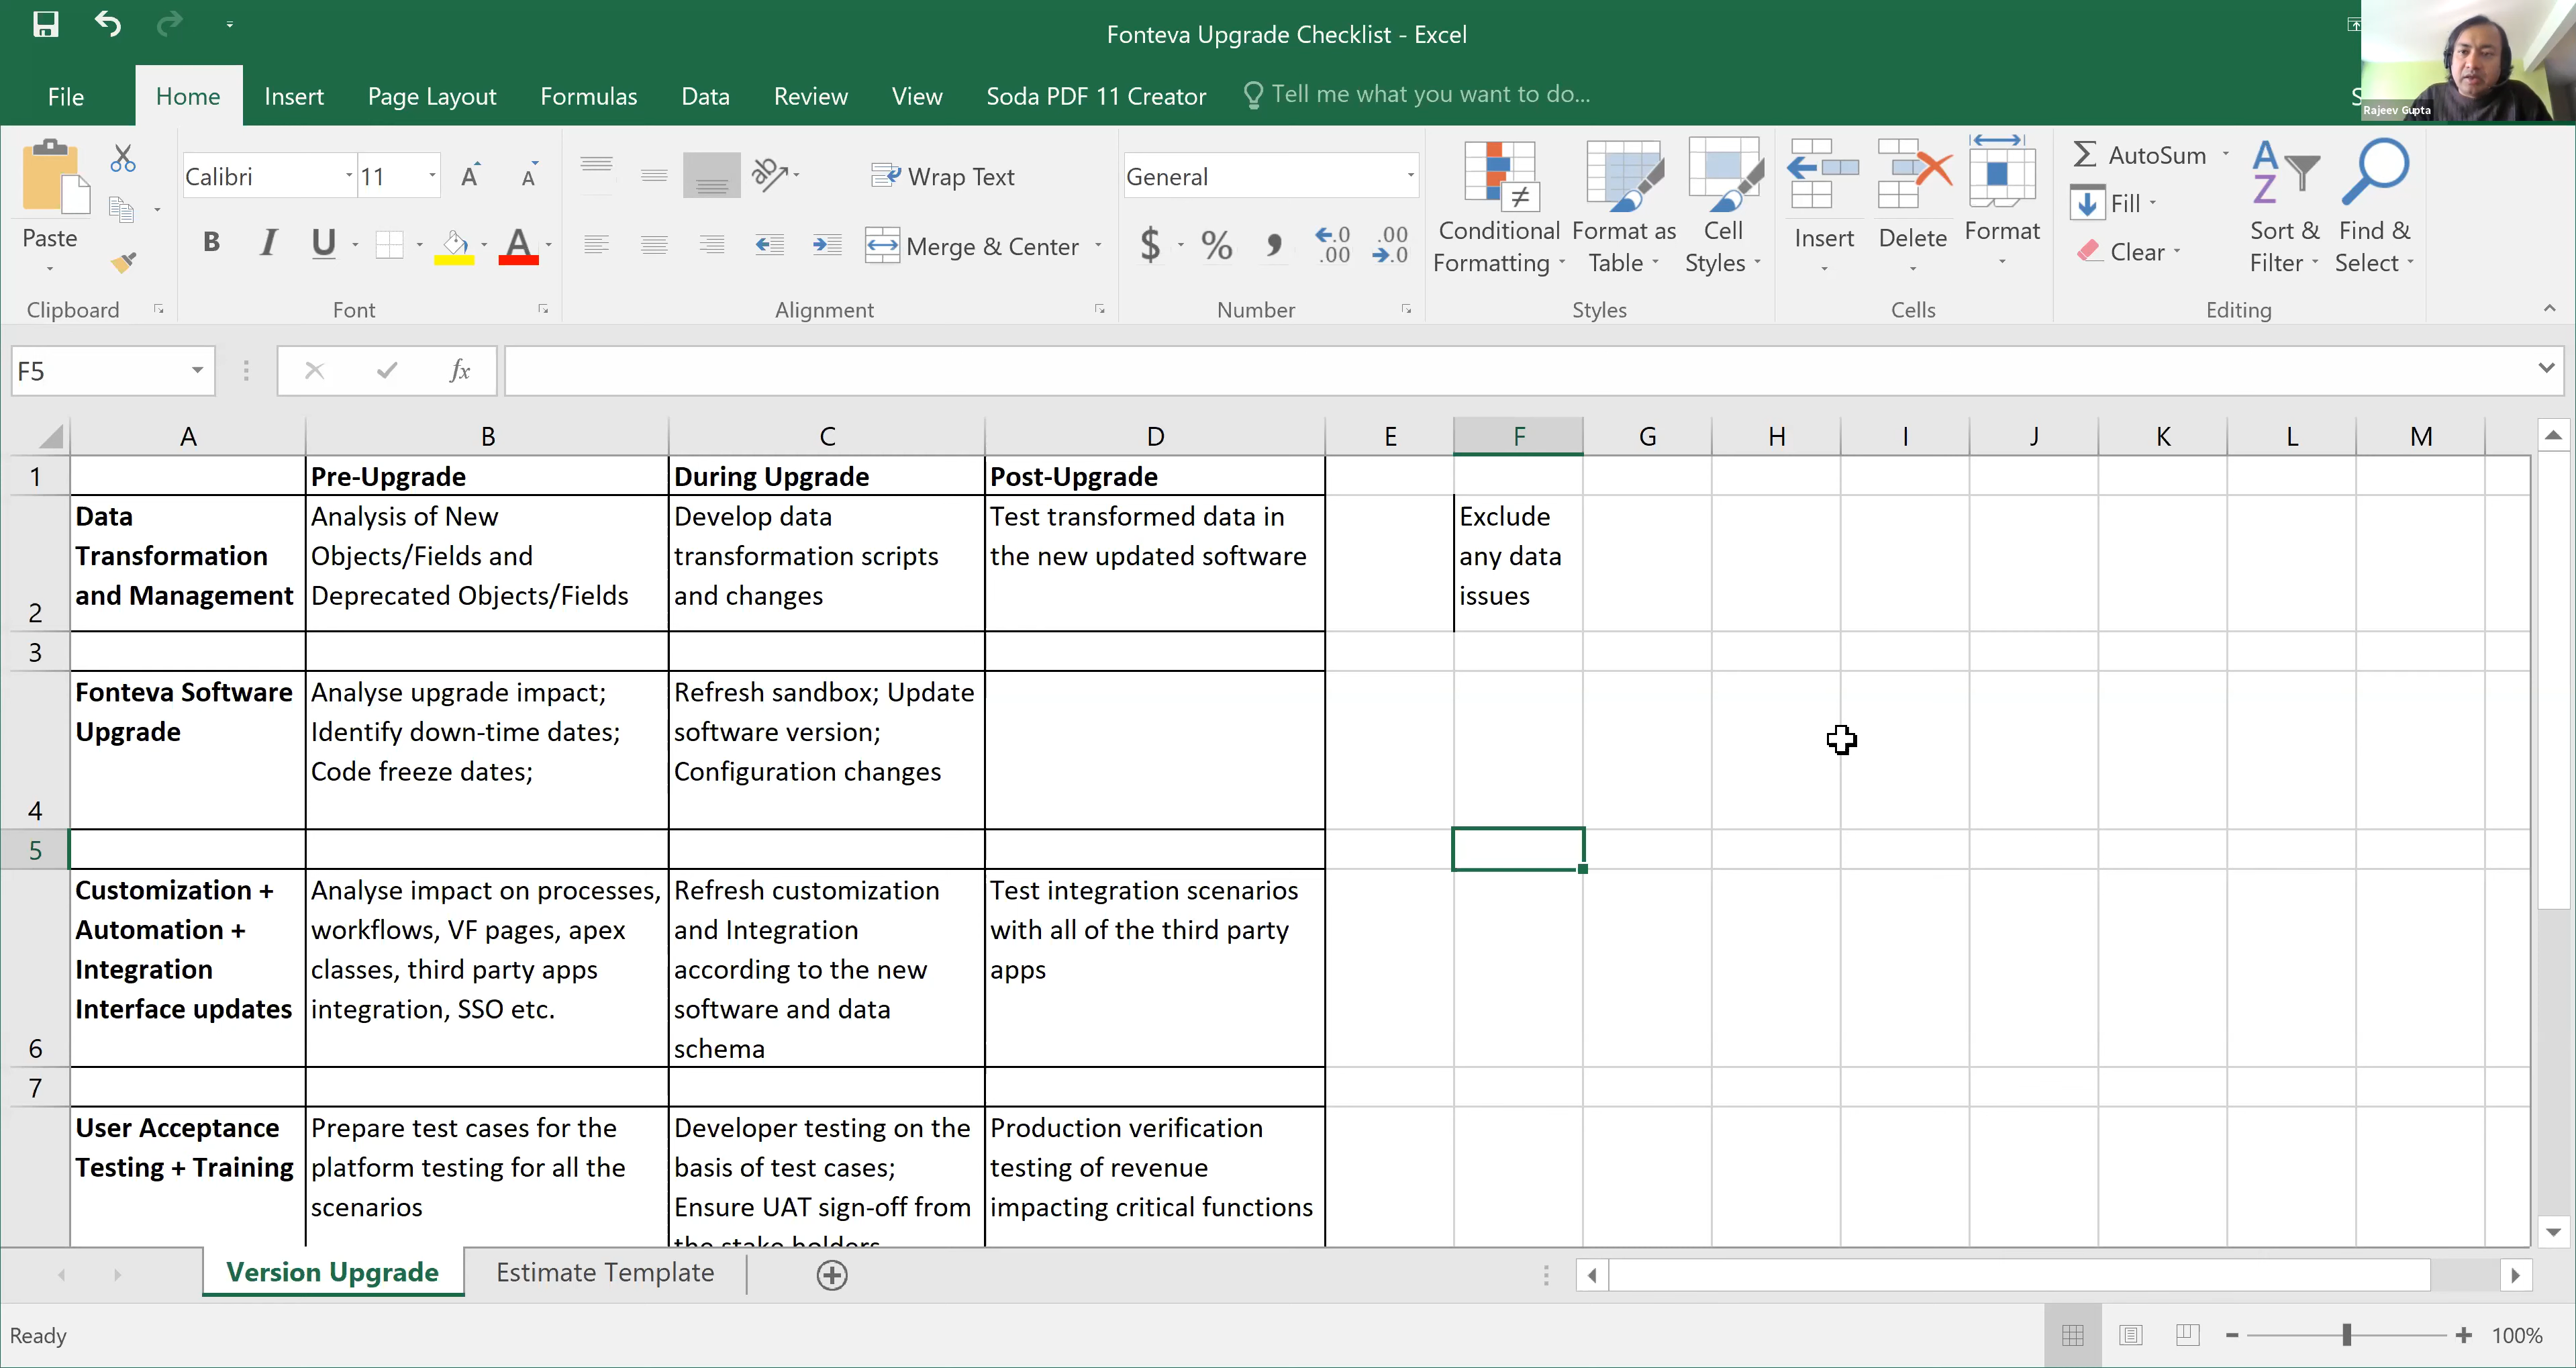 Fonteva Upgrade Checklist - Excel
Rajeev Gupta
File Home Insert Page Layout Formulas Data Review View Soda PDF 11 Creator Tell me what you want to do...
S
Paste
Clipboard
Calibri 11
B I U A
Font
Wrap Text
Merge & Center
Alignment
General
$ % , .0 .00 .00 .0
Number
Conditional Formatting
Format as Table
Cell Styles
Styles
Insert Delete Format
Cells
AutoSum
Fill
Clear
Sort & Filter
Find & Select
Editing
F5
fx
A B C D E F G H I J K L M
1
Pre-Upgrade
During Upgrade
Post-Upgrade
2
Data
Transformation
and Management
Analysis of New
Objects/Fields and
Deprecated Objects/Fields
Develop data
transformation scripts
and changes
Test transformed data in
the new updated software
Exclude
any data
issues
3
4
Fonteva Software
Upgrade
Analyse upgrade impact;
Identify down-time dates;
Code freeze dates;
Refresh sandbox; Update
software version;
Configuration changes
5
6
Customization +
Automation +
Integration
Interface updates
Analyse impact on processes,
workflows, VF pages, apex
classes, third party apps
integration, SSO etc.
Refresh customization
and Integration
according to the new
software and data
schema
Test integration scenarios
with all of the third party
apps
7
User Acceptance
Testing + Training
Prepare test cases for the
platform testing for all the
scenarios
Developer testing on the
basis of test cases;
Ensure UAT sign-off from
the stake holders
Production verification
testing of revenue
impacting critical functions
Version Upgrade Estimate Template
Ready
100%